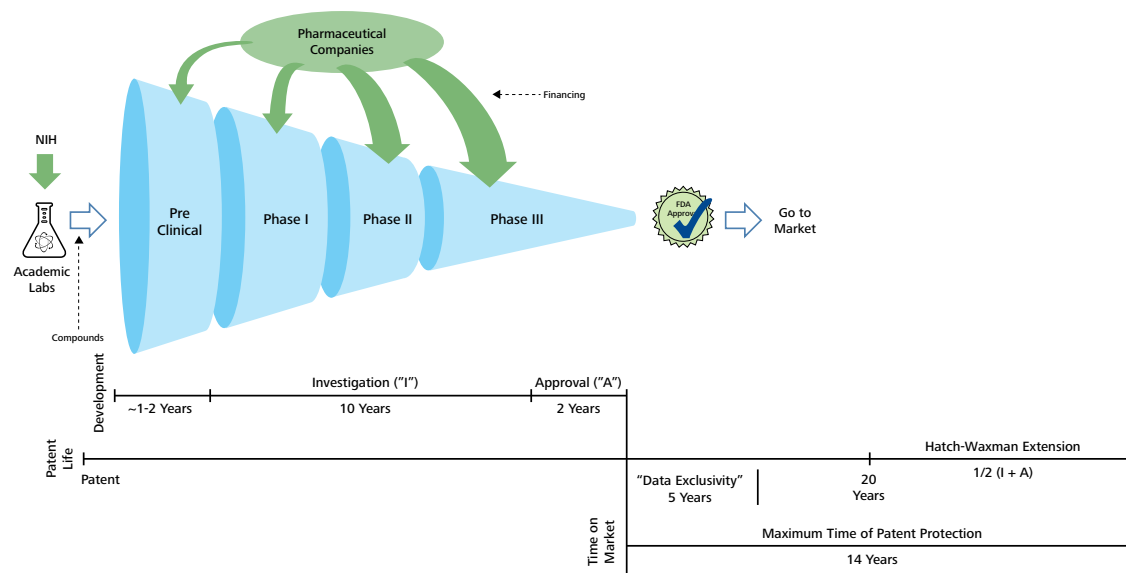 Pharmaceutical
Companies
Financing
NIH
Academic
Labs
Compounds
Pre
Clinical
Phase I
Phase II
Phase III
FDA
Approval
Go to
Market
Development
Investigation (”I”)
Approval (”A”)
~1-2 Years
10 Years
2 Years
Patent
Life
Patent
Hatch-Waxman Extension
1/2 (I + A)
”Data Exclusivity”
5 Years
20
Years
Time on
Market
Maximum Time of Patent Protection
14 Years